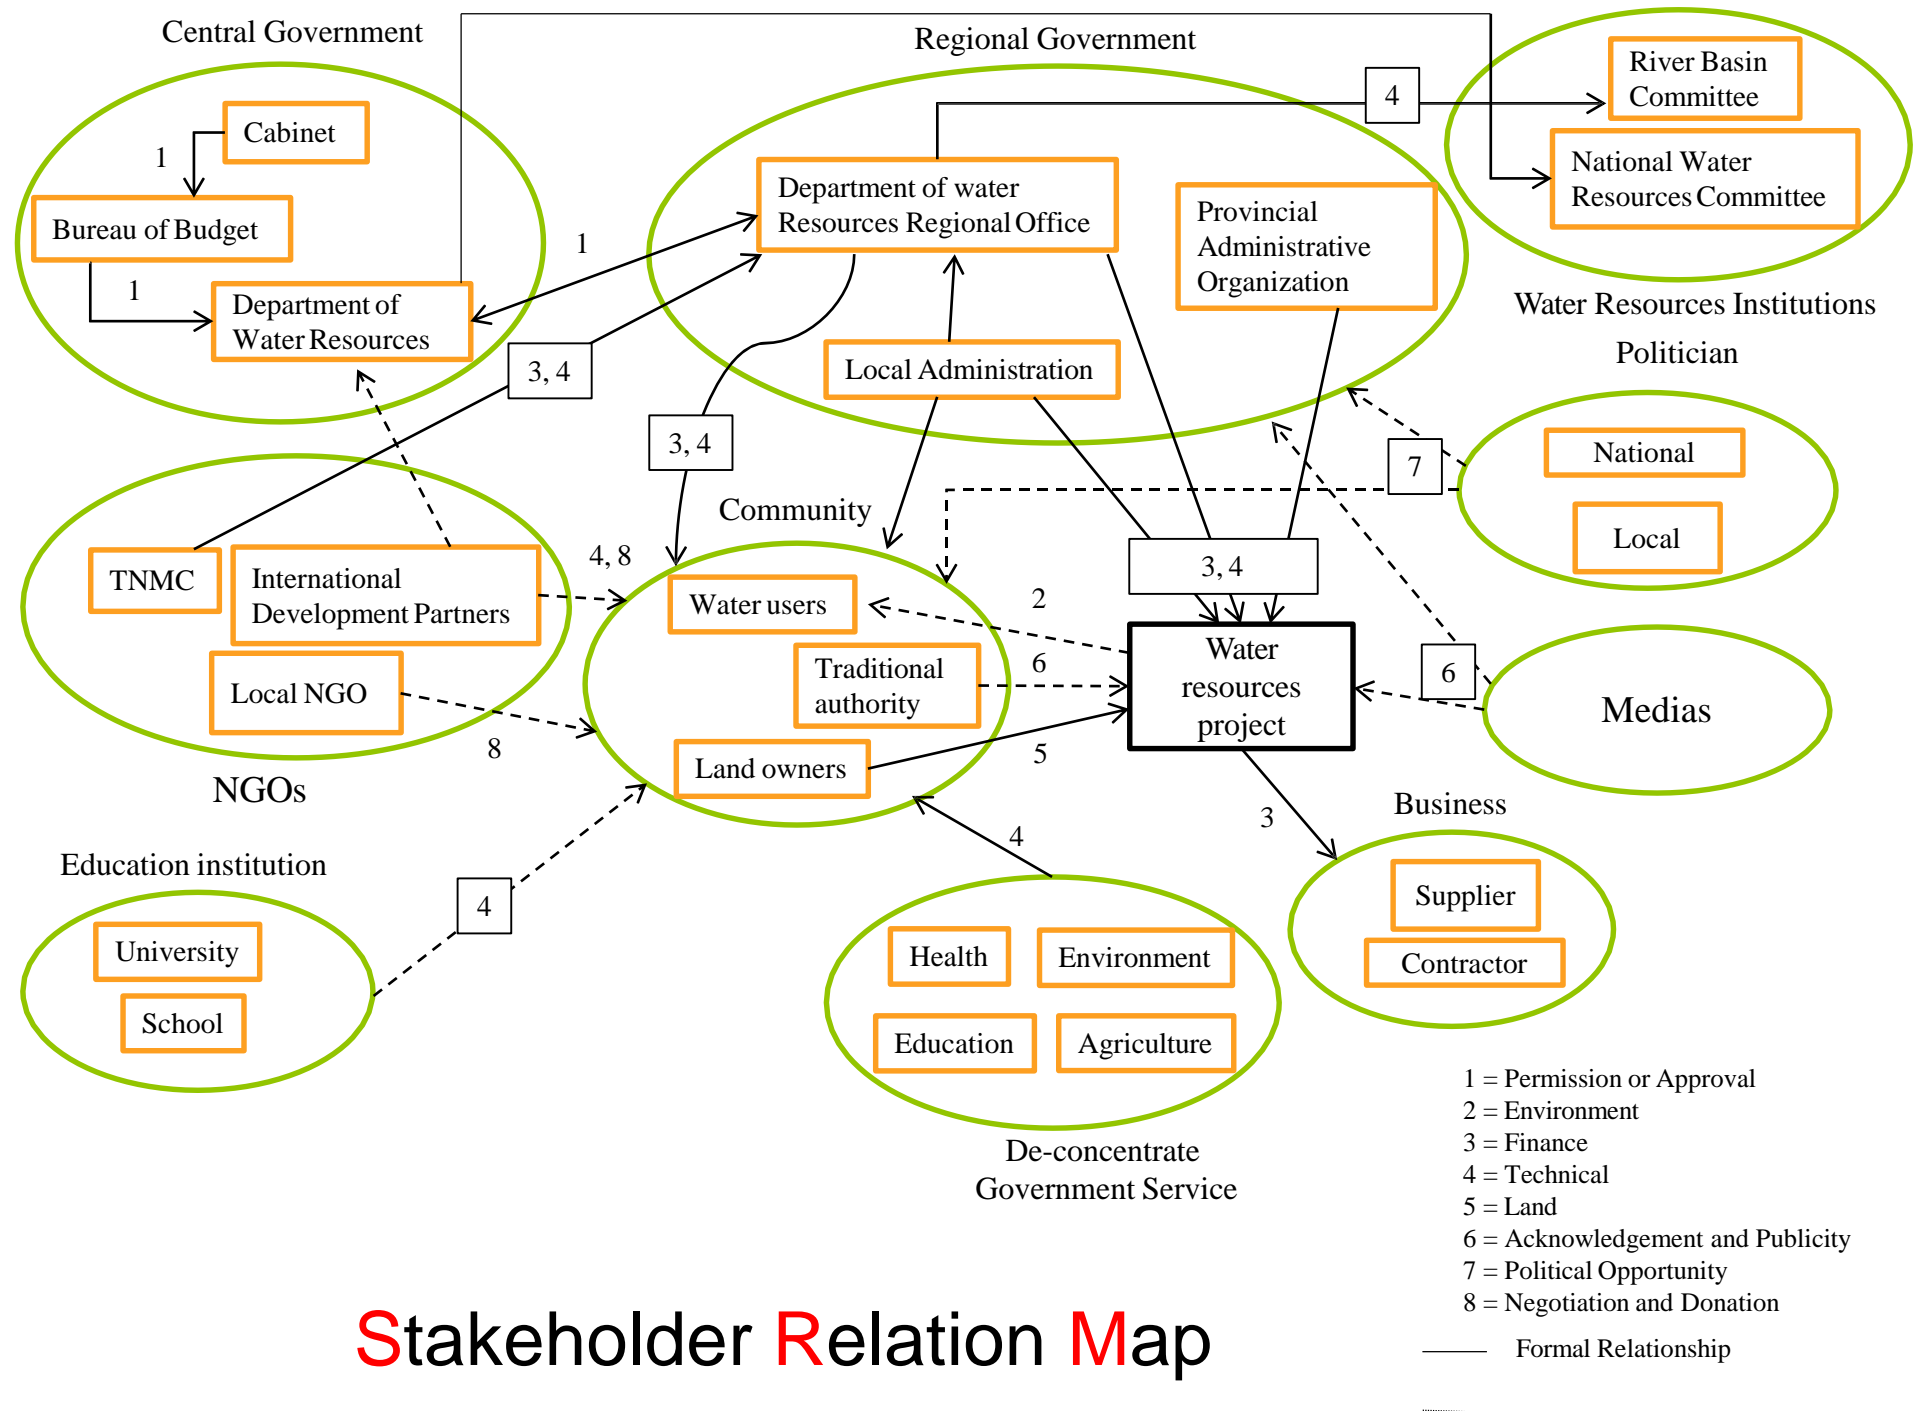 Central Government
Regional Government
4
River Basin
Committee
National Water
Resources Committee
Water Resources Institutions
Cabinet
1
Bureau of Budget
1
Department of
Water Resources
1
Department of water
Resources Regional Office
Provincial
Administrative
Organization
Local Administration
3, 4
3, 4
Politician
National
Local
7
Community
TNMC
International
Development Partners
Local NGO
NGOs
4, 8
8
Water users
Traditional
authority
Land owners
2
6
5
3, 4
Water
resources
project
6
Medias
3
Business
Supplier
Contractor
Education institution
University
School
4
4
Health
Environment
Education
Agriculture
De-concentrate
Government Service
1 = Permission or Approval
2 = Environment
3 = Finance
4 = Technical
5 = Land
6 = Acknowledgement and Publicity
7 = Political Opportunity
8 = Negotiation and Donation
Formal Relationship
Stakeholder Relation Map